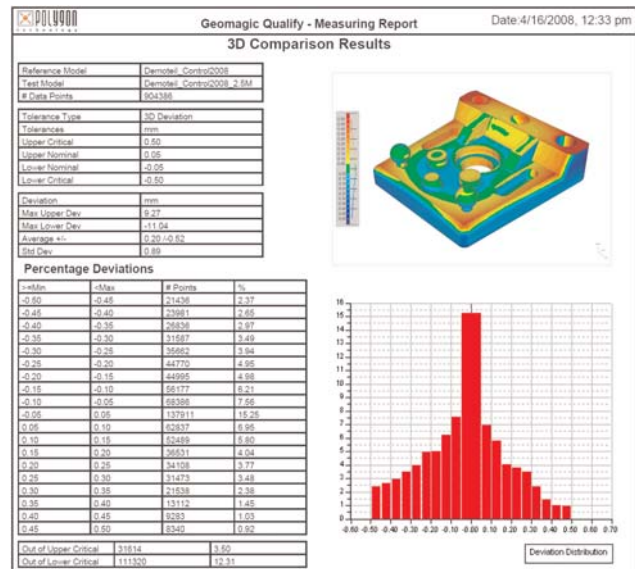 POLYGON
technology
Geomagic Qualify - Measuring Report
Date:4/16/2008, 12:33 pm
3D Comparison Results
Reference Model Demoteil_Control2008
Test Model Demoteil_Control2008_2.5M
# Data Points 904386
Tolerance Type 3D Deviation
Tolerances mm
Upper Critical 0.50
Upper Nominal 0.05
Lower Nominal -0.05
Lower Critical -0.50
Deviation mm
Max Upper Dev 9.27
Max Lower Dev -11.04
Average +/- 0.20 /-0.52
Std Dev 0.89
Percentage Deviations
>=Min <Max # Points %
-0.50 -0.45 21436 2.37
-0.45 -0.40 23981 2.65
-0.40 -0.35 26836 2.97
-0.35 -0.30 31587 3.49
-0.30 -0.25 35662 3.94
-0.25 -0.20 44770 4.95
-0.20 -0.15 44995 4.98
-0.15 -0.10 56177 6.21
-0.10 -0.05 68386 7.56
-0.05 0.05 137911 15.25
0.05 0.10 62837 6.95
0.10 0.15 52489 5.80
0.15 0.20 36531 4.04
0.20 0.25 34108 3.77
0.25 0.30 31473 3.48
0.30 0.35 21538 2.38
0.35 0.40 13112 1.45
0.40 0.45 9283 1.03
0.45 0.50 8340 0.92
Out of Upper Critical 31614 3.50
Out of Lower Critical 111320 12.31
16
15
14
13
12
11
10
9
8
7
6
5
4
3
2
1
0
-0.60 -0.50 -0.40 -0.30 -0.20 -0.10 -0.00 0.10 0.20 0.30 0.40 0.50 0.60 0.70
Deviation Distribution